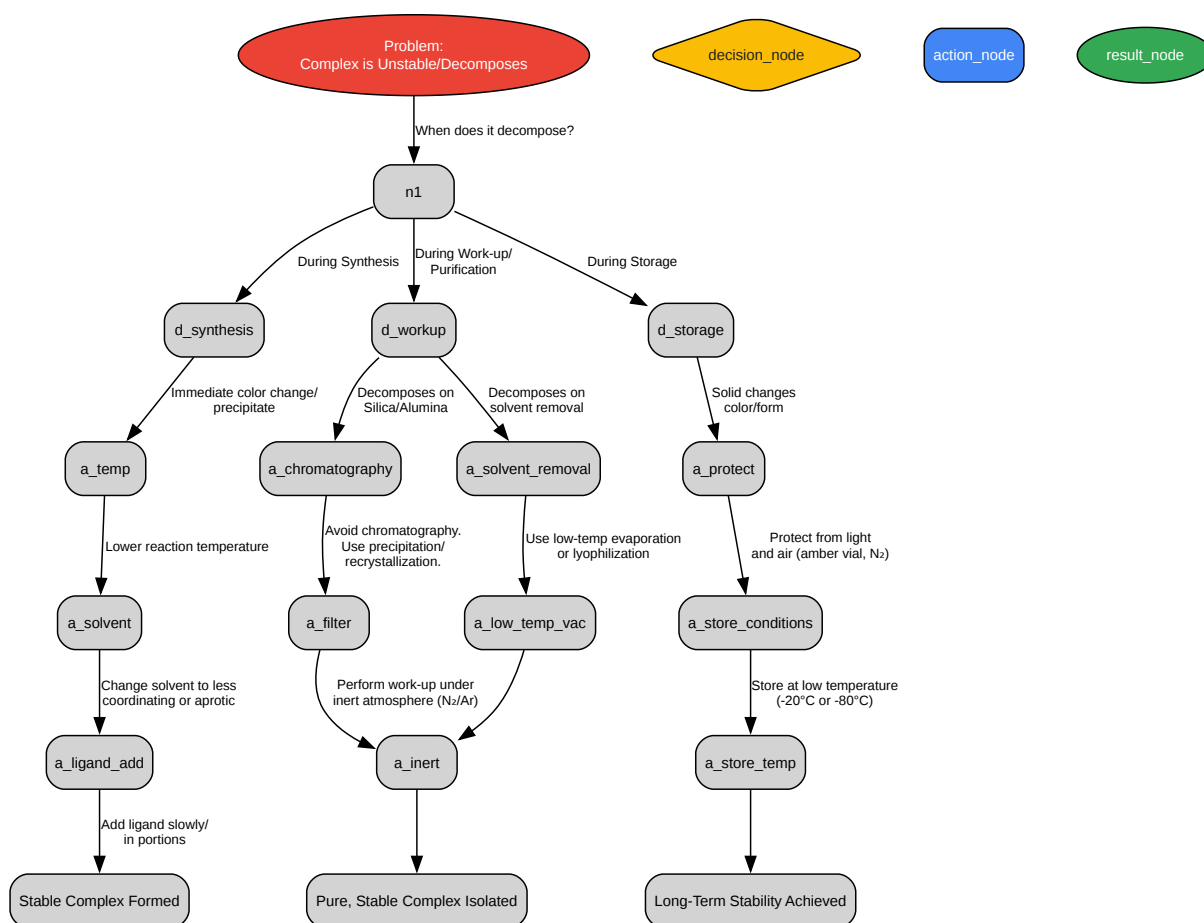 Problem:
Complex is Unstable/Decomposes
decision_node
action_node
result_node
When does it decompose?
n1
During Synthesis
During Work-up/
Purification
During Storage
d_synthesis
d_workup
d_storage
Immediate color change/
precipitate
Decomposes on
Silica/Alumina
Decomposes on
solvent removal
Solid changes
color/form
a_temp
a_chromatography
a_solvent_removal
a_protect
Lower reaction temperature
Avoid chromatography.
Use precipitation/
recrystallization.
Use low-temp evaporation
or lyophilization
Protect from light
and air (amber vial, N₂)
a_solvent
a_filter
a_low_temp_vac
a_store_conditions
Change solvent to less
coordinating or aprotic
Perform work-up under
inert atmosphere (N₂/Ar)
Store at low temperature
(-20°C or -80°C)
a_ligand_add
a_inert
a_store_temp
Add ligand slowly/
in portions
Stable Complex Formed
Pure, Stable Complex Isolated
Long-Term Stability Achieved